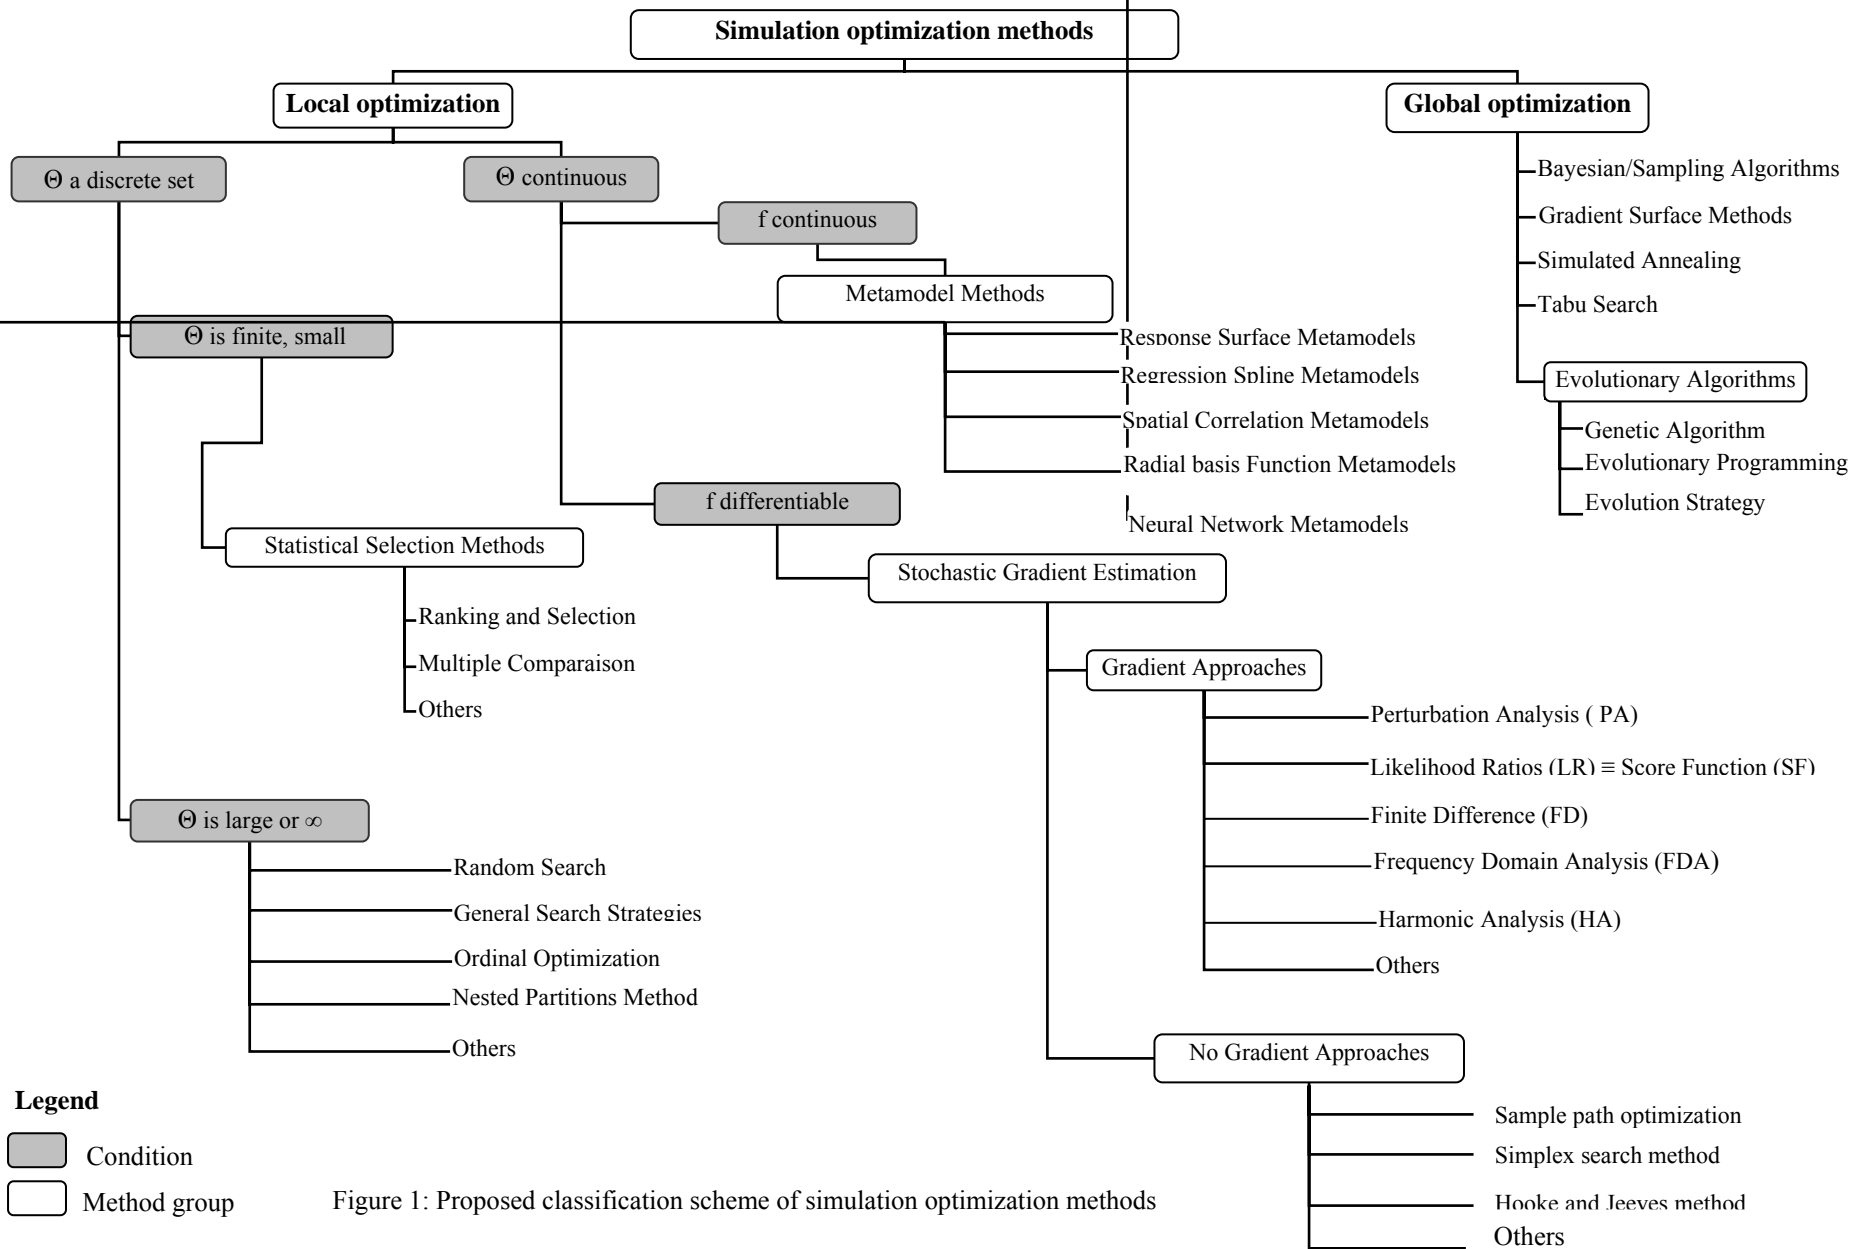 Simulation optimization methods
Local optimization
Global optimization
Θ a discrete set
Θ continuous
f continuous
Metamodel Methods
Response Surface Metamodels
Regression Spline Metamodels
Spatial Correlation Metamodels
Radial basis Function Metamodels
Neural Network Metamodels
Bayesian/Sampling Algorithms
Gradient Surface Methods
Simulated Annealing
Tabu Search
Evolutionary Algorithms
Genetic Algorithm
Evolutionary Programming
Evolution Strategy
Θ is finite, small
Statistical Selection Methods
Ranking and Selection
Multiple Comparaison
Others
f differentiable
Stochastic Gradient Estimation
Gradient Approaches
Perturbation Analysis ( PA)
Likelihood Ratios (LR) ≡ Score Function (SF)
Finite Difference (FD)
Frequency Domain Analysis (FDA)
Harmonic Analysis (HA)
Others
Θ is large or ∞
Random Search
General Search Strategies
Ordinal Optimization
Nested Partitions Method
Others
No Gradient Approaches
Sample path optimization
Simplex search method
Hooke and Jeeves method
Others
Legend
Condition
Method group
Figure 1: Proposed classification scheme of simulation optimization methods